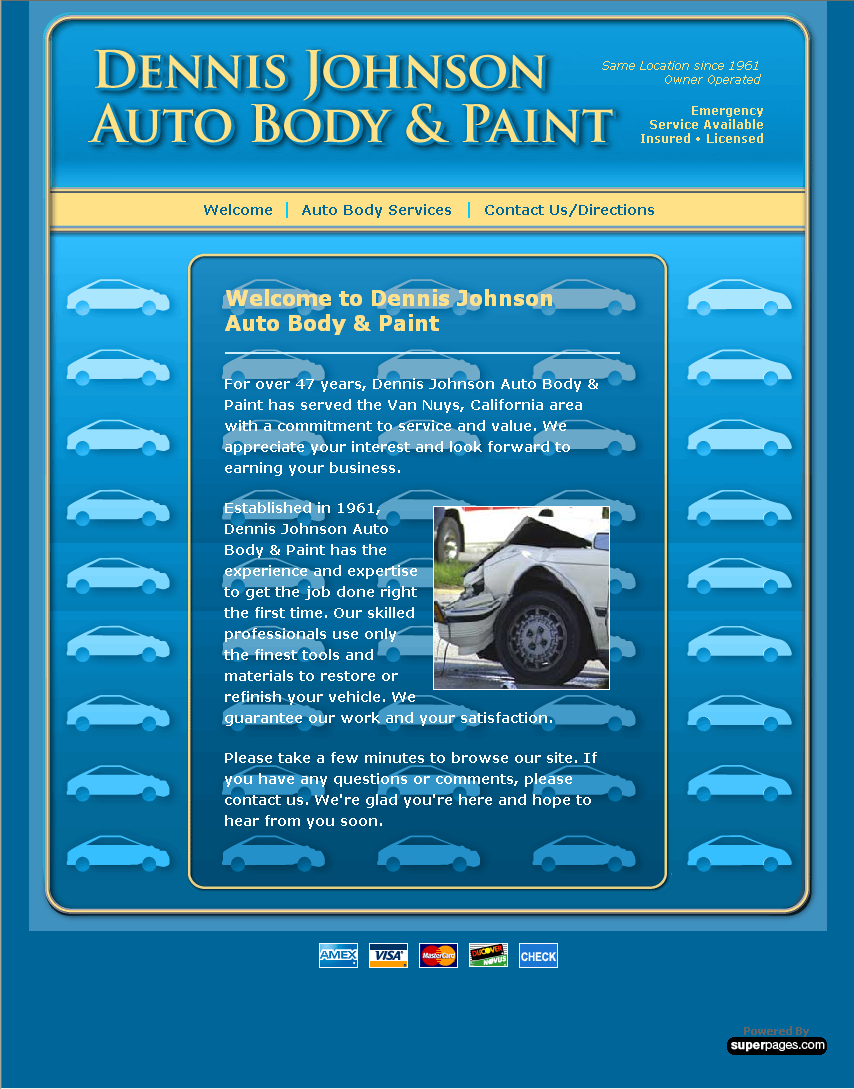 Dennis Johnson
Auto Body & Paint
Same Location since 1961
Owner Operated
Emergency
Service Available
Insured • Licensed
Welcome | Auto Body Services | Contact Us/Directions
Welcome to Dennis Johnson
Auto Body & Paint
For over 47 years, Dennis Johnson Auto Body &
Paint has served the Van Nuys, California area
with a commitment to service and value. We
appreciate your interest and look forward to
earning your business.
Established in 1961,
Dennis Johnson Auto
Body & Paint has the
experience and expertise
to get the job done right
the first time. Our skilled
professionals use only
the finest tools and
materials to restore or
refinish your vehicle. We
guarantee our work and your satisfaction.
Please take a few minutes to browse our site. If
you have any questions or comments, please
contact us. We're glad you're here and hope to
hear from you soon.
AMEX VISA MasterCard DISCOVER NOVUS CHECK
Powered By
superpages.com